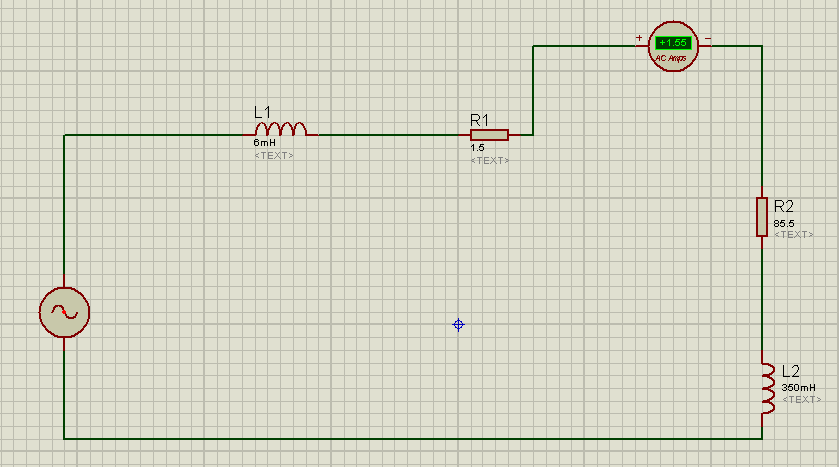 + +1.55 -
AC Amps
L1
6mH
<TEXT>
R1
1.5
<TEXT>
R2
85.5
<TEXT>
L2
350mH
<TEXT>